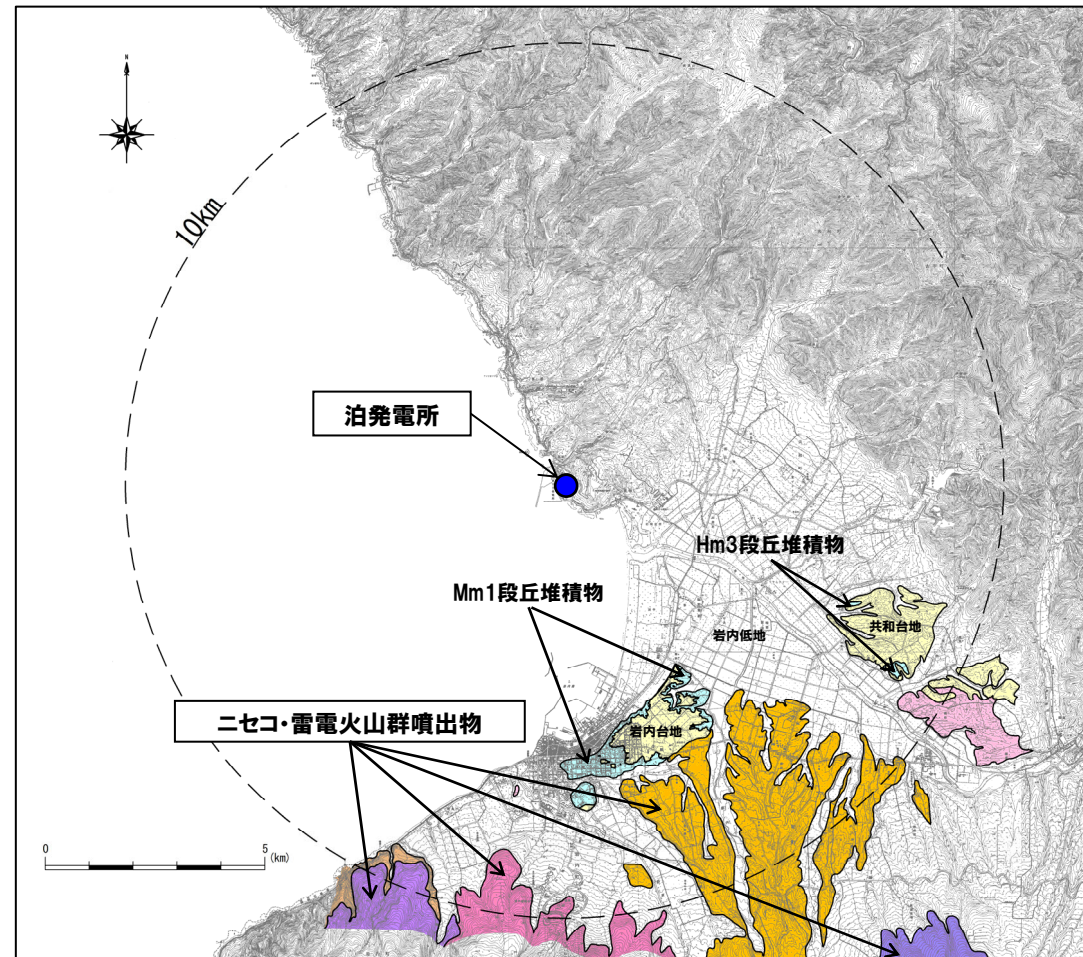 N
10km
泊発電所
Hm3段丘堆積物
Mm1段丘堆積物
共和台地
岩内低地
ニセコ・雷電火山群噴出物
岩内台地
0
5
(km)